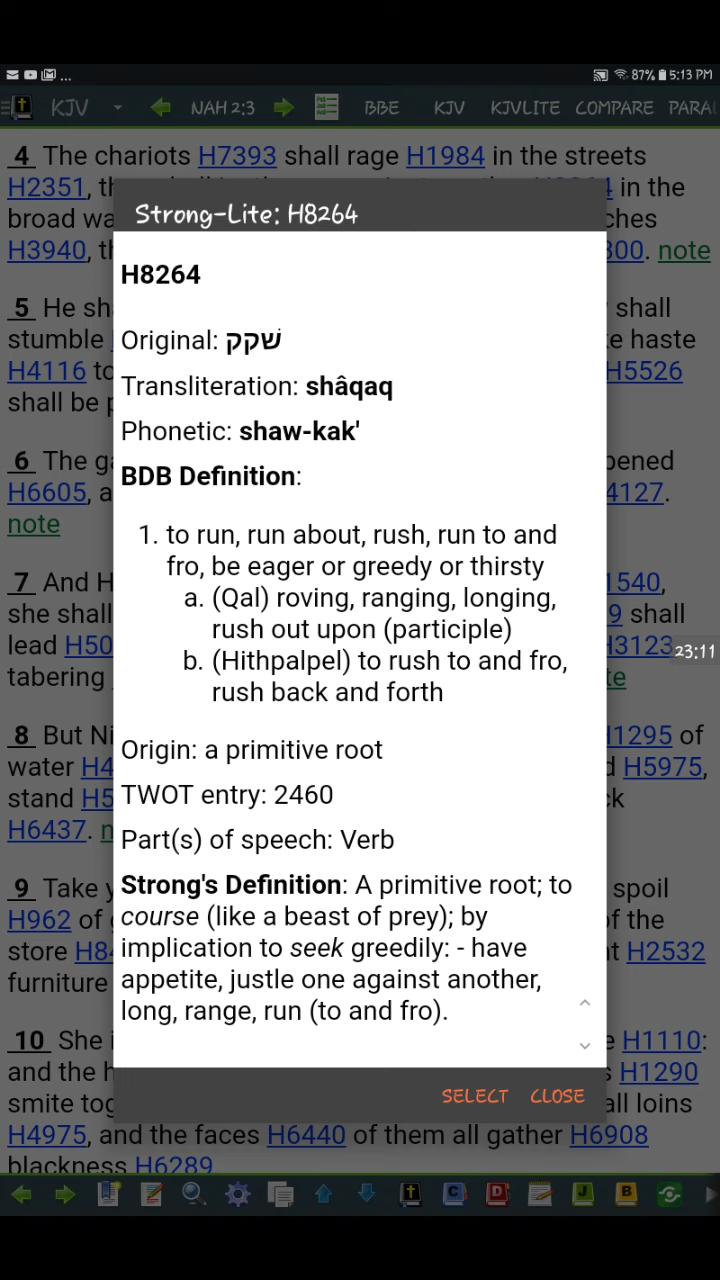 ... 87% 5:13 PM
KJV NAH 2:3 BBE KJV KJVLITE COMPARE PARA
4 The chariots H7393 shall rage H1984 in the streets
H2351, in the
broad wa ches
H3940, 300. note
Strong-Lite: H8264
H8264
Original: שׁקק
Transliteration: shâqaq
Phonetic: shaw-kak'
BDB Definition:
1. to run, run about, rush, run to and
fro, be eager or greedy or thirsty
a. (Qal) roving, ranging, longing,
rush out upon (participle)
b. (Hithpalpel) to rush to and fro,
rush back and forth
Origin: a primitive root
TWOT entry: 2460
Part(s) of speech: Verb
Strong's Definition: A primitive root; to
course (like a beast of prey); by
implication to seek greedily: - have
appetite, justle one against another,
long, range, run (to and fro).
SELECT CLOSE
5 He sh shall
stumble e haste
H4116 to H5526
shall be p
6 The ga pened
H6605, a 4127.
note
7 And H 1540,
she shall 9 shall
lead H50 H3123 23:11
tabering te
8 But Ni H1295 of
water H4 d H5975,
stand H5 ck
H6437. n
9 Take y spoil
H962 of of the
store H84 nt H2532
furniture
10 She i e H1110:
and the h s H1290
smite tog all loins
H4975, and the faces H6440 of them all gather H6908
blackness H6289
C D J B